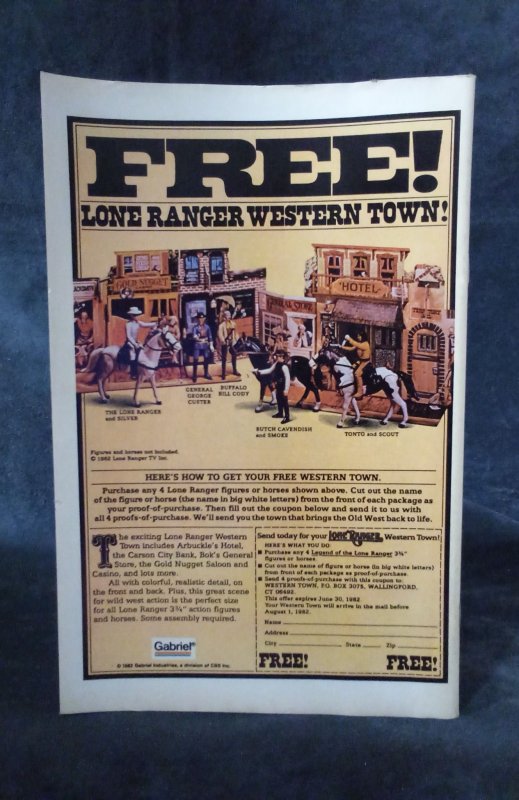 FREE!
LONE RANGER WESTERN TOWN!
GOLD NUGGET
HOTEL
THE LONE RANGER
and SILVER
GENERAL
GEORGE
CUSTER
BUFFALO
BILL CODY
BUTCH CAVENDISH
and SMOKE
TONTO and SCOUT
Figures and horses not included.
© 1982 Lone Ranger TV Inc.
HERE'S HOW TO GET YOUR FREE WESTERN TOWN.
Purchase any 4 Lone Ranger figures or horses shown above. Cut out the name
of the figure or horse (the name in big white letters) from the front of each package as
your proof-of-purchase. Then fill out the coupon below and send it to us with
all 4 proofs-of-purchase. We'll send you the town that brings the Old West back to life.
The exciting Lone Ranger Western
Town includes Arbuckle's Hotel,
the Carson City Bank, Bok's General
Store, the Gold Nugget Saloon and
Casino, and lots more.
All with colorful, realistic detail, on
the front and back. Plus, this great scene
for wild west action is the perfect size
for all Lone Ranger 3¾" action figures
and horses. Some assembly required.
Gabriel®
© 1982 Gabriel Industries, a division of CBS Inc.
Send today for your LONE RANGER Western Town!
HERE'S WHAT YOU DO:
Purchase any 4 Legend of the Lone Ranger 3¾"
figures or horses.
Cut out the name of figure or horse (in big white letters)
from front of each package as proof-of-purchase.
Send 4 proofs-of-purchase with this coupon to:
WESTERN TOWN, P.O. BOX 3075, WALLINGFORD,
CT 06492.
This offer expires June 30, 1982.
Your Western Town will arrive in the mail before
August 1, 1982.
Name
Address
City State Zip
FREE! FREE!